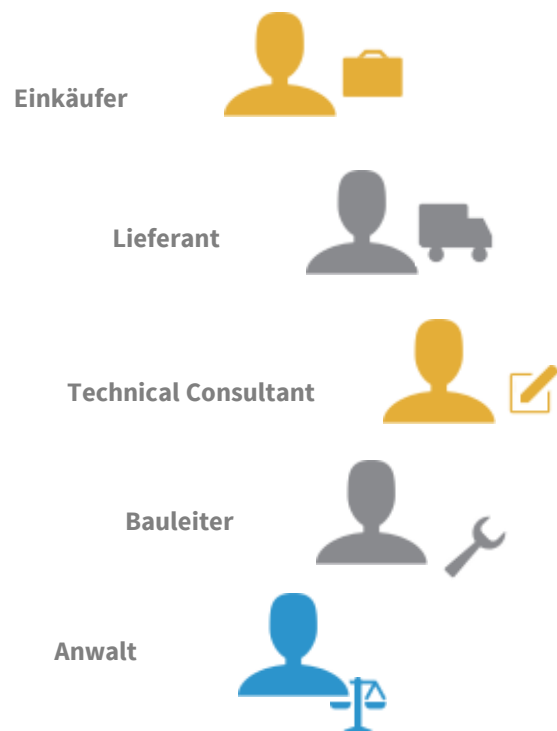 Einkäufer
Lieferant
Technical Consultant
Bauleiter
Anwalt